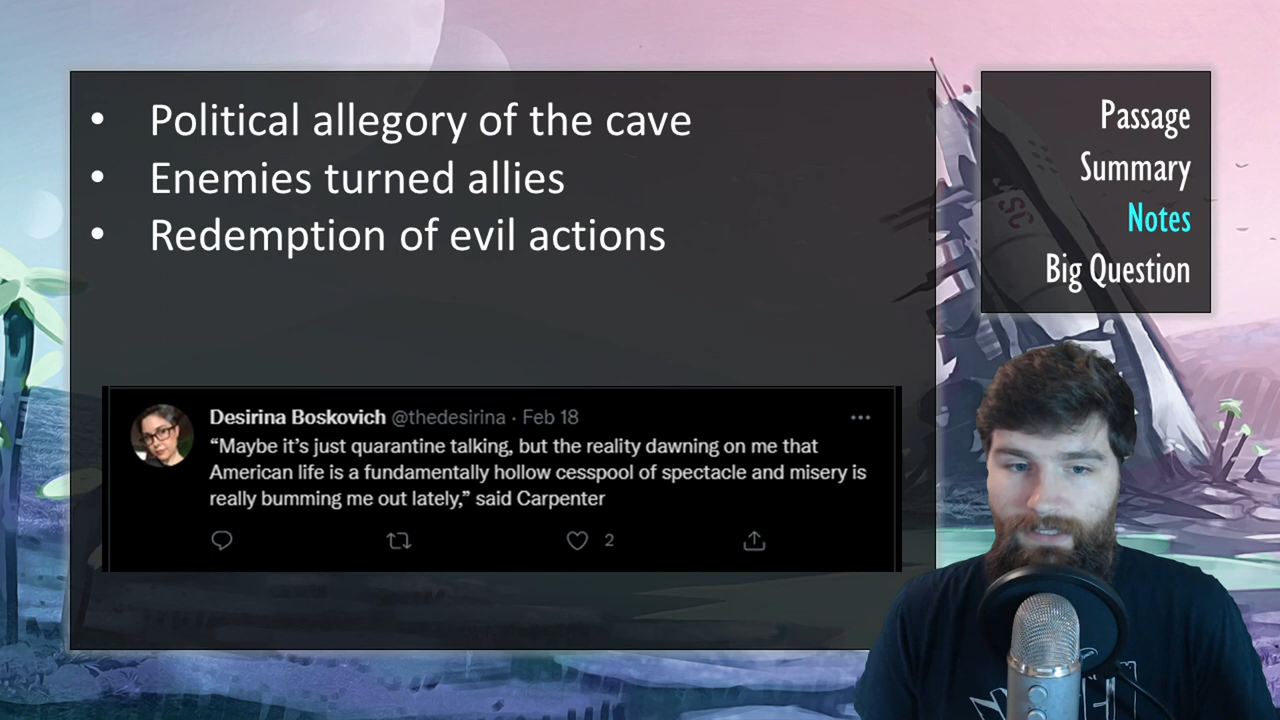 • Political allegory of the cave
• Enemies turned allies
• Redemption of evil actions
Passage
Summary
Notes
Big Question
Desirina Boskovich @thedesirina · Feb 18
“Maybe it’s just quarantine talking, but the reality dawning on me that
American life is a fundamentally hollow cesspool of spectacle and misery is
really bumming me out lately,” said Carpenter
2